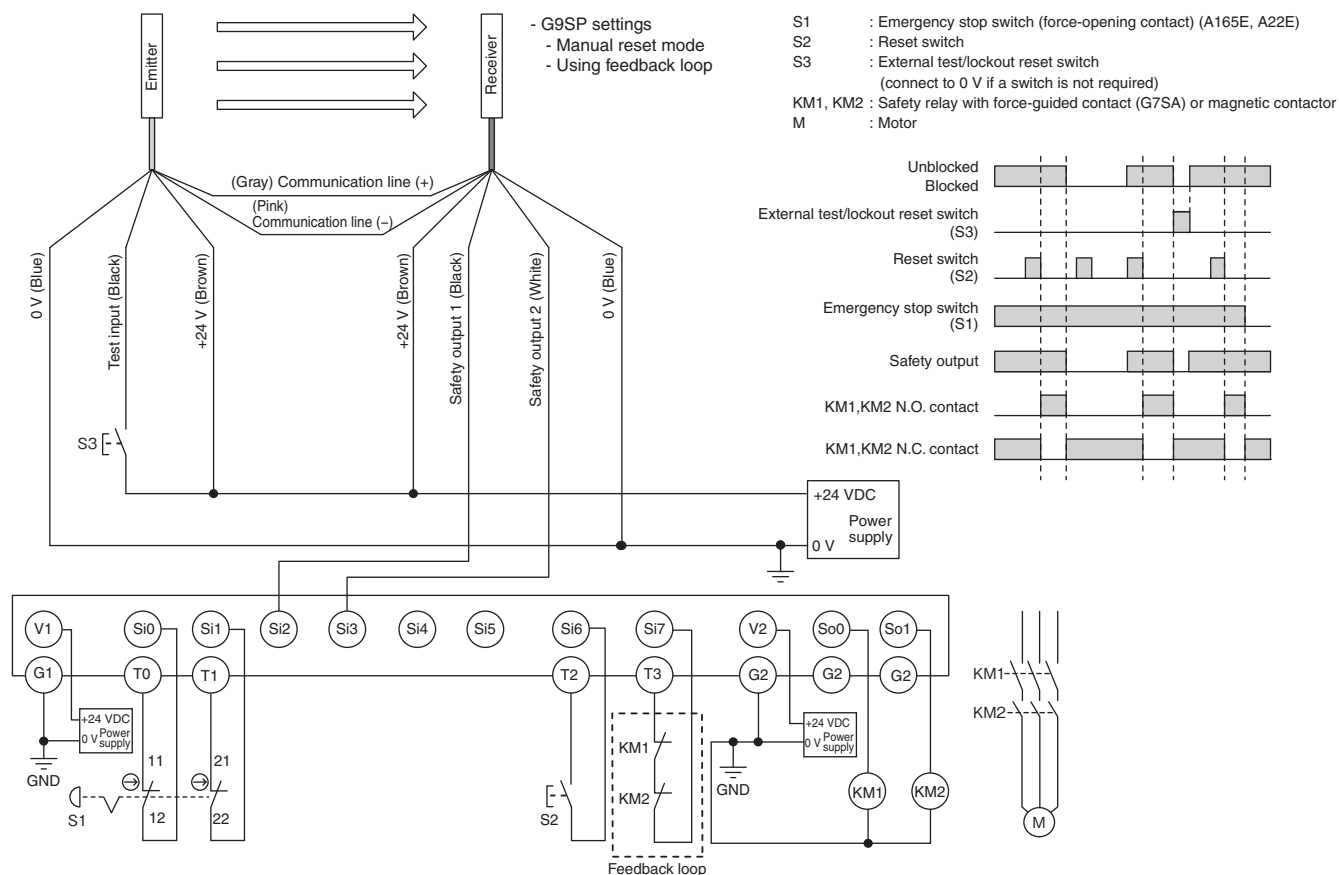 Emitter
Receiver
- G9SP settings
- Manual reset mode
- Using feedback loop
S1 : Emergency stop switch (force-opening contact) (A165E, A22E)
S2 : Reset switch
S3 : External test/lockout reset switch
(connect to 0 V if a switch is not required)
KM1, KM2 : Safety relay with force-guided contact (G7SA) or magnetic contactor
M : Motor
(Gray) Communication line (+)
(Pink)
Communication line (–)
0 V (Blue)
Test input (Black)
+24 V (Brown)
+24 V (Brown)
Safety output 1 (Black)
Safety output 2 (White)
0 V (Blue)
S3
+24 VDC
Power
supply
0 V
Unblocked
Blocked
External test/lockout reset switch
(S3)
Reset switch
(S2)
Emergency stop switch
(S1)
Safety output
KM1,KM2 N.O. contact
KM1,KM2 N.C. contact
V1 Si0 Si1 Si2 Si3 Si4 Si5 Si6 Si7 V2 So0 So1
G1 T0 T1 T2 T3 G2 G2 G2
+24 VDC
0 V Power
supply
GND
11
12
21
22
S1
S2
KM1
KM2
Feedback loop
+24 VDC
0 V Power
supply
GND
KM1
KM2
KM1
KM2
M